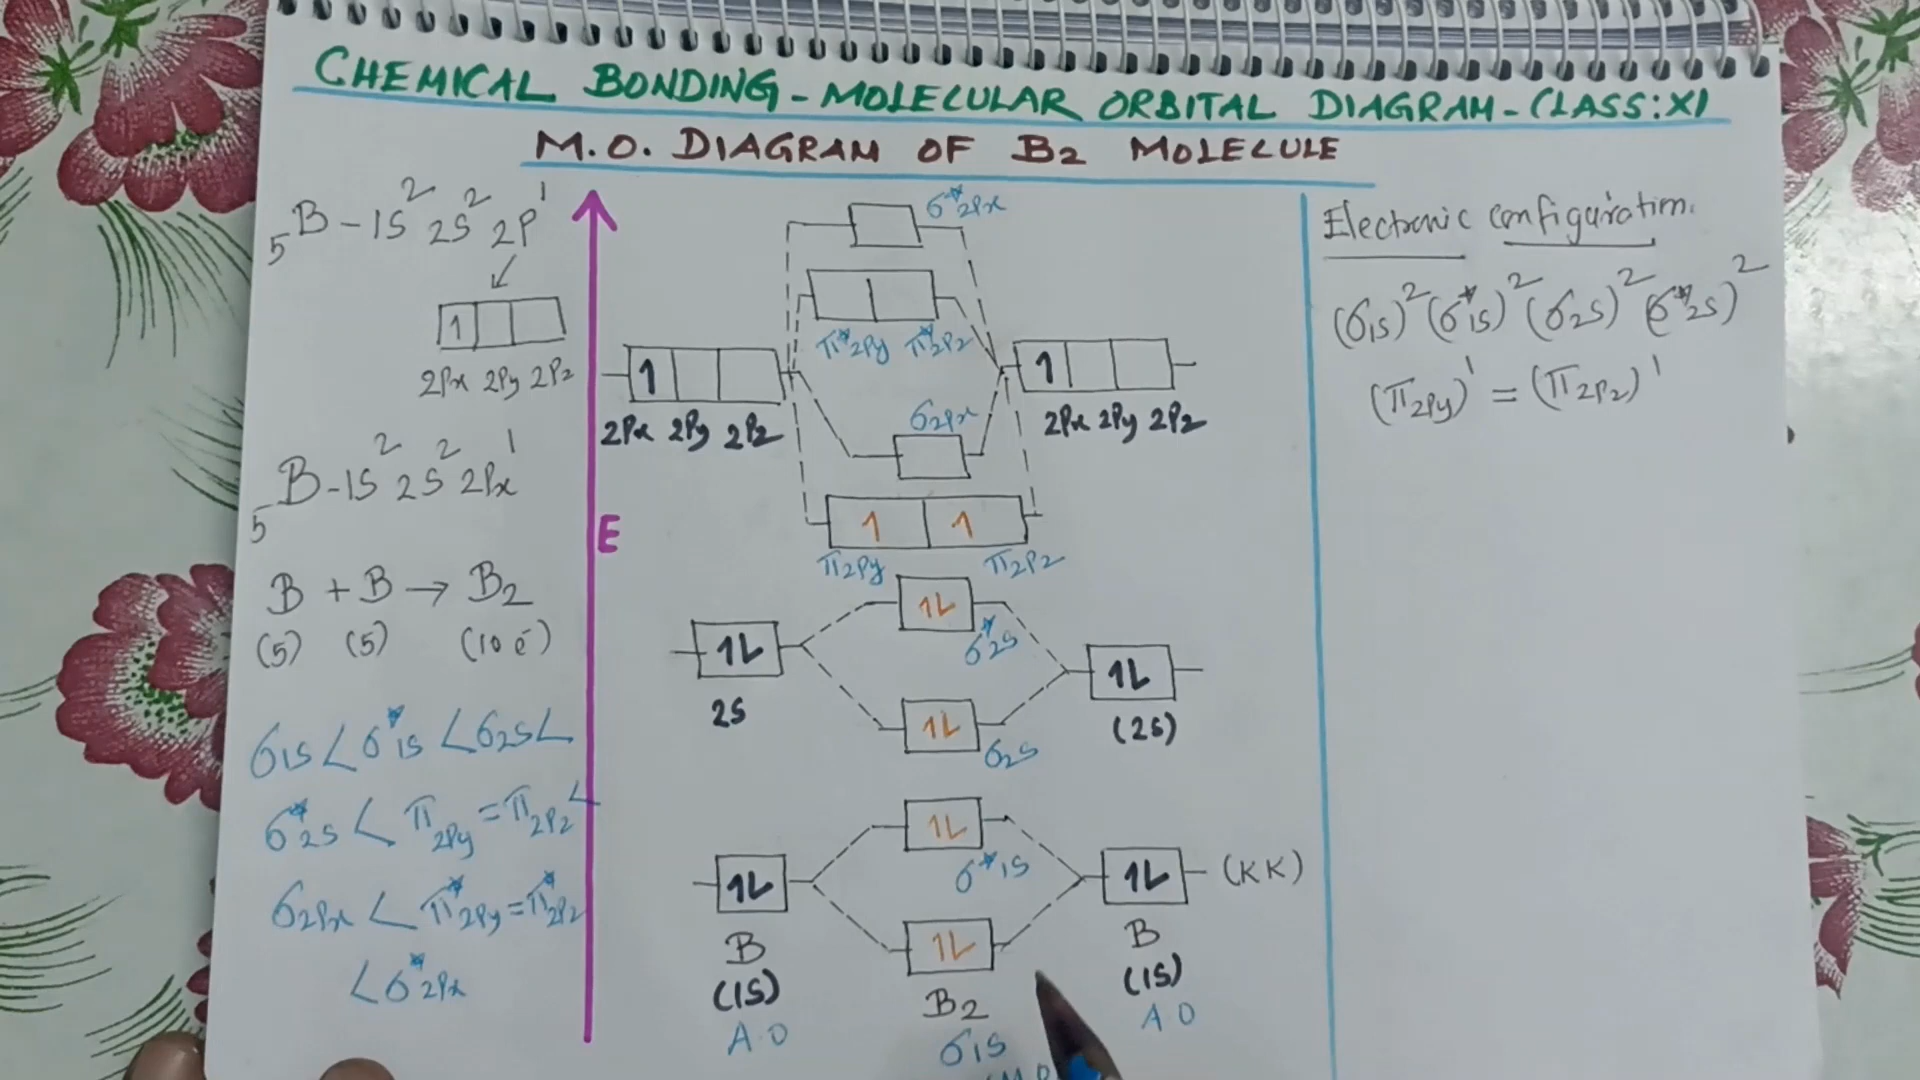 CHEMICAL BONDING - MOLECULAR ORBITAL DIAGRAM - CLASS: XI
M.O. DIAGRAM OF B2 MOLECULE
5B - 1S² 2S² 2P¹
1
2Px 2Py 2Pz
5B - 1S² 2S² 2Px¹
B + B → B2
(5) (5) (10 e⁻)
σ1s < σ*1s < σ2s <
σ*2s < π2Py = π2Pz <
σ2Px < π*2Py = π*2Pz
< σ*2Px
E
σ*2Px
π*2Py π*2Pz
1
1
2Px 2Py 2Pz
σ2Px
2Px 2Py 2Pz
1 1
π2Py π2Pz
1L
σ*2s
1L
2S
1L
(2S)
1L
σ2s
1L
σ*1s
1L
1L
(KK)
1L
B
(1S)
A.O
B2
σ1s
B
(1S)
A O
Electronic configuration.
(σ1s)² (σ*1s)² (σ2s)² (σ*2s)²
(π2Py)¹ = (π2Pz)¹